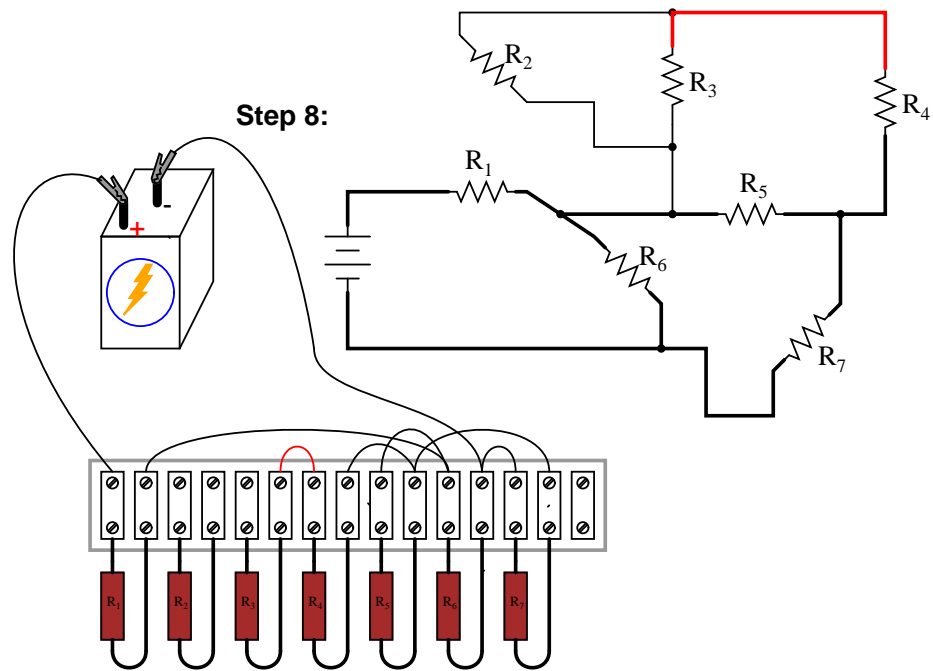 R2
R3
R4
Step 8:
R1
R5
-
+
R6
R7
R1 R2 R3 R4 R5 R6 R7